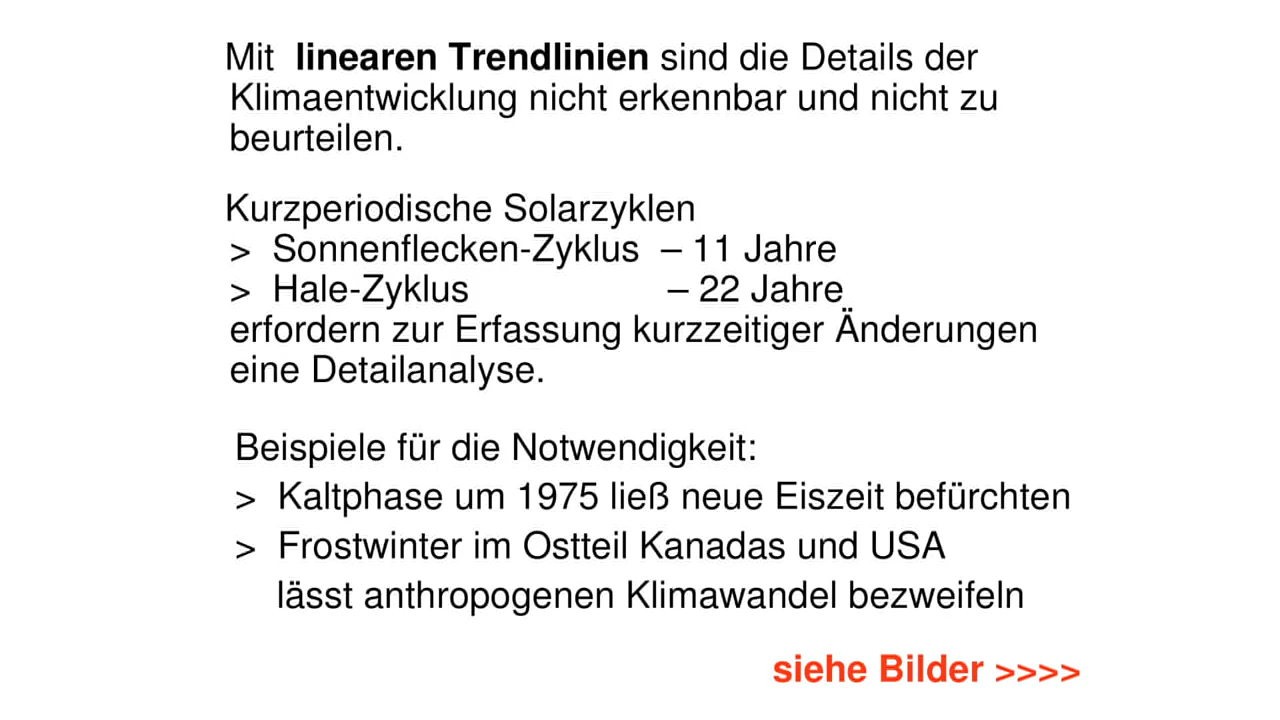 Mit linearen Trendlinien sind die Details der
Klimaentwicklung nicht erkennbar und nicht zu
beurteilen.
Kurzperiodische Solarzyklen
> Sonnenflecken-Zyklus – 11 Jahre
> Hale-Zyklus – 22 Jahre
erfordern zur Erfassung kurzzeitiger Änderungen
eine Detailanalyse.
Beispiele für die Notwendigkeit:
> Kaltphase um 1975 ließ neue Eiszeit befürchten
> Frostwinter im Ostteil Kanadas und USA
lässt anthropogenen Klimawandel bezweifeln
siehe Bilder >>>>